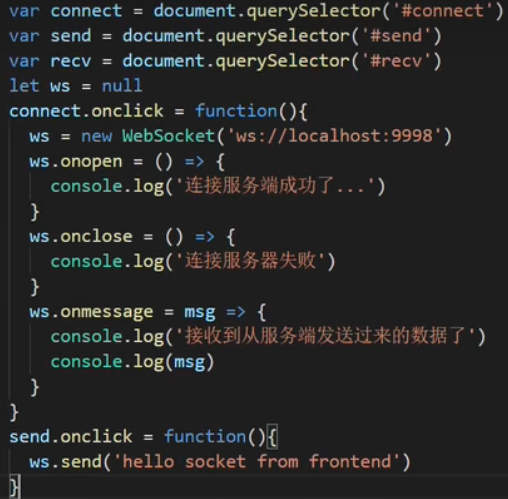 var connect = document.querySelector('#connect')
var send = document.querySelector('#send')
var recv = document.querySelector('#recv')
let ws = null
connect.onclick = function(){
  ws = new WebSocket('ws://localhost:9998')
  ws.onopen = () => {
    console.log('连接服务端成功了...')
  }
  ws.onclose = () => {
    console.log('连接服务器失败')
  }
  ws.onmessage = msg => {
    console.log('接收到从服务端发送过来的数据了')
    console.log(msg)
  }
}
send.onclick = function(){
  ws.send('hello socket from frontend')
}